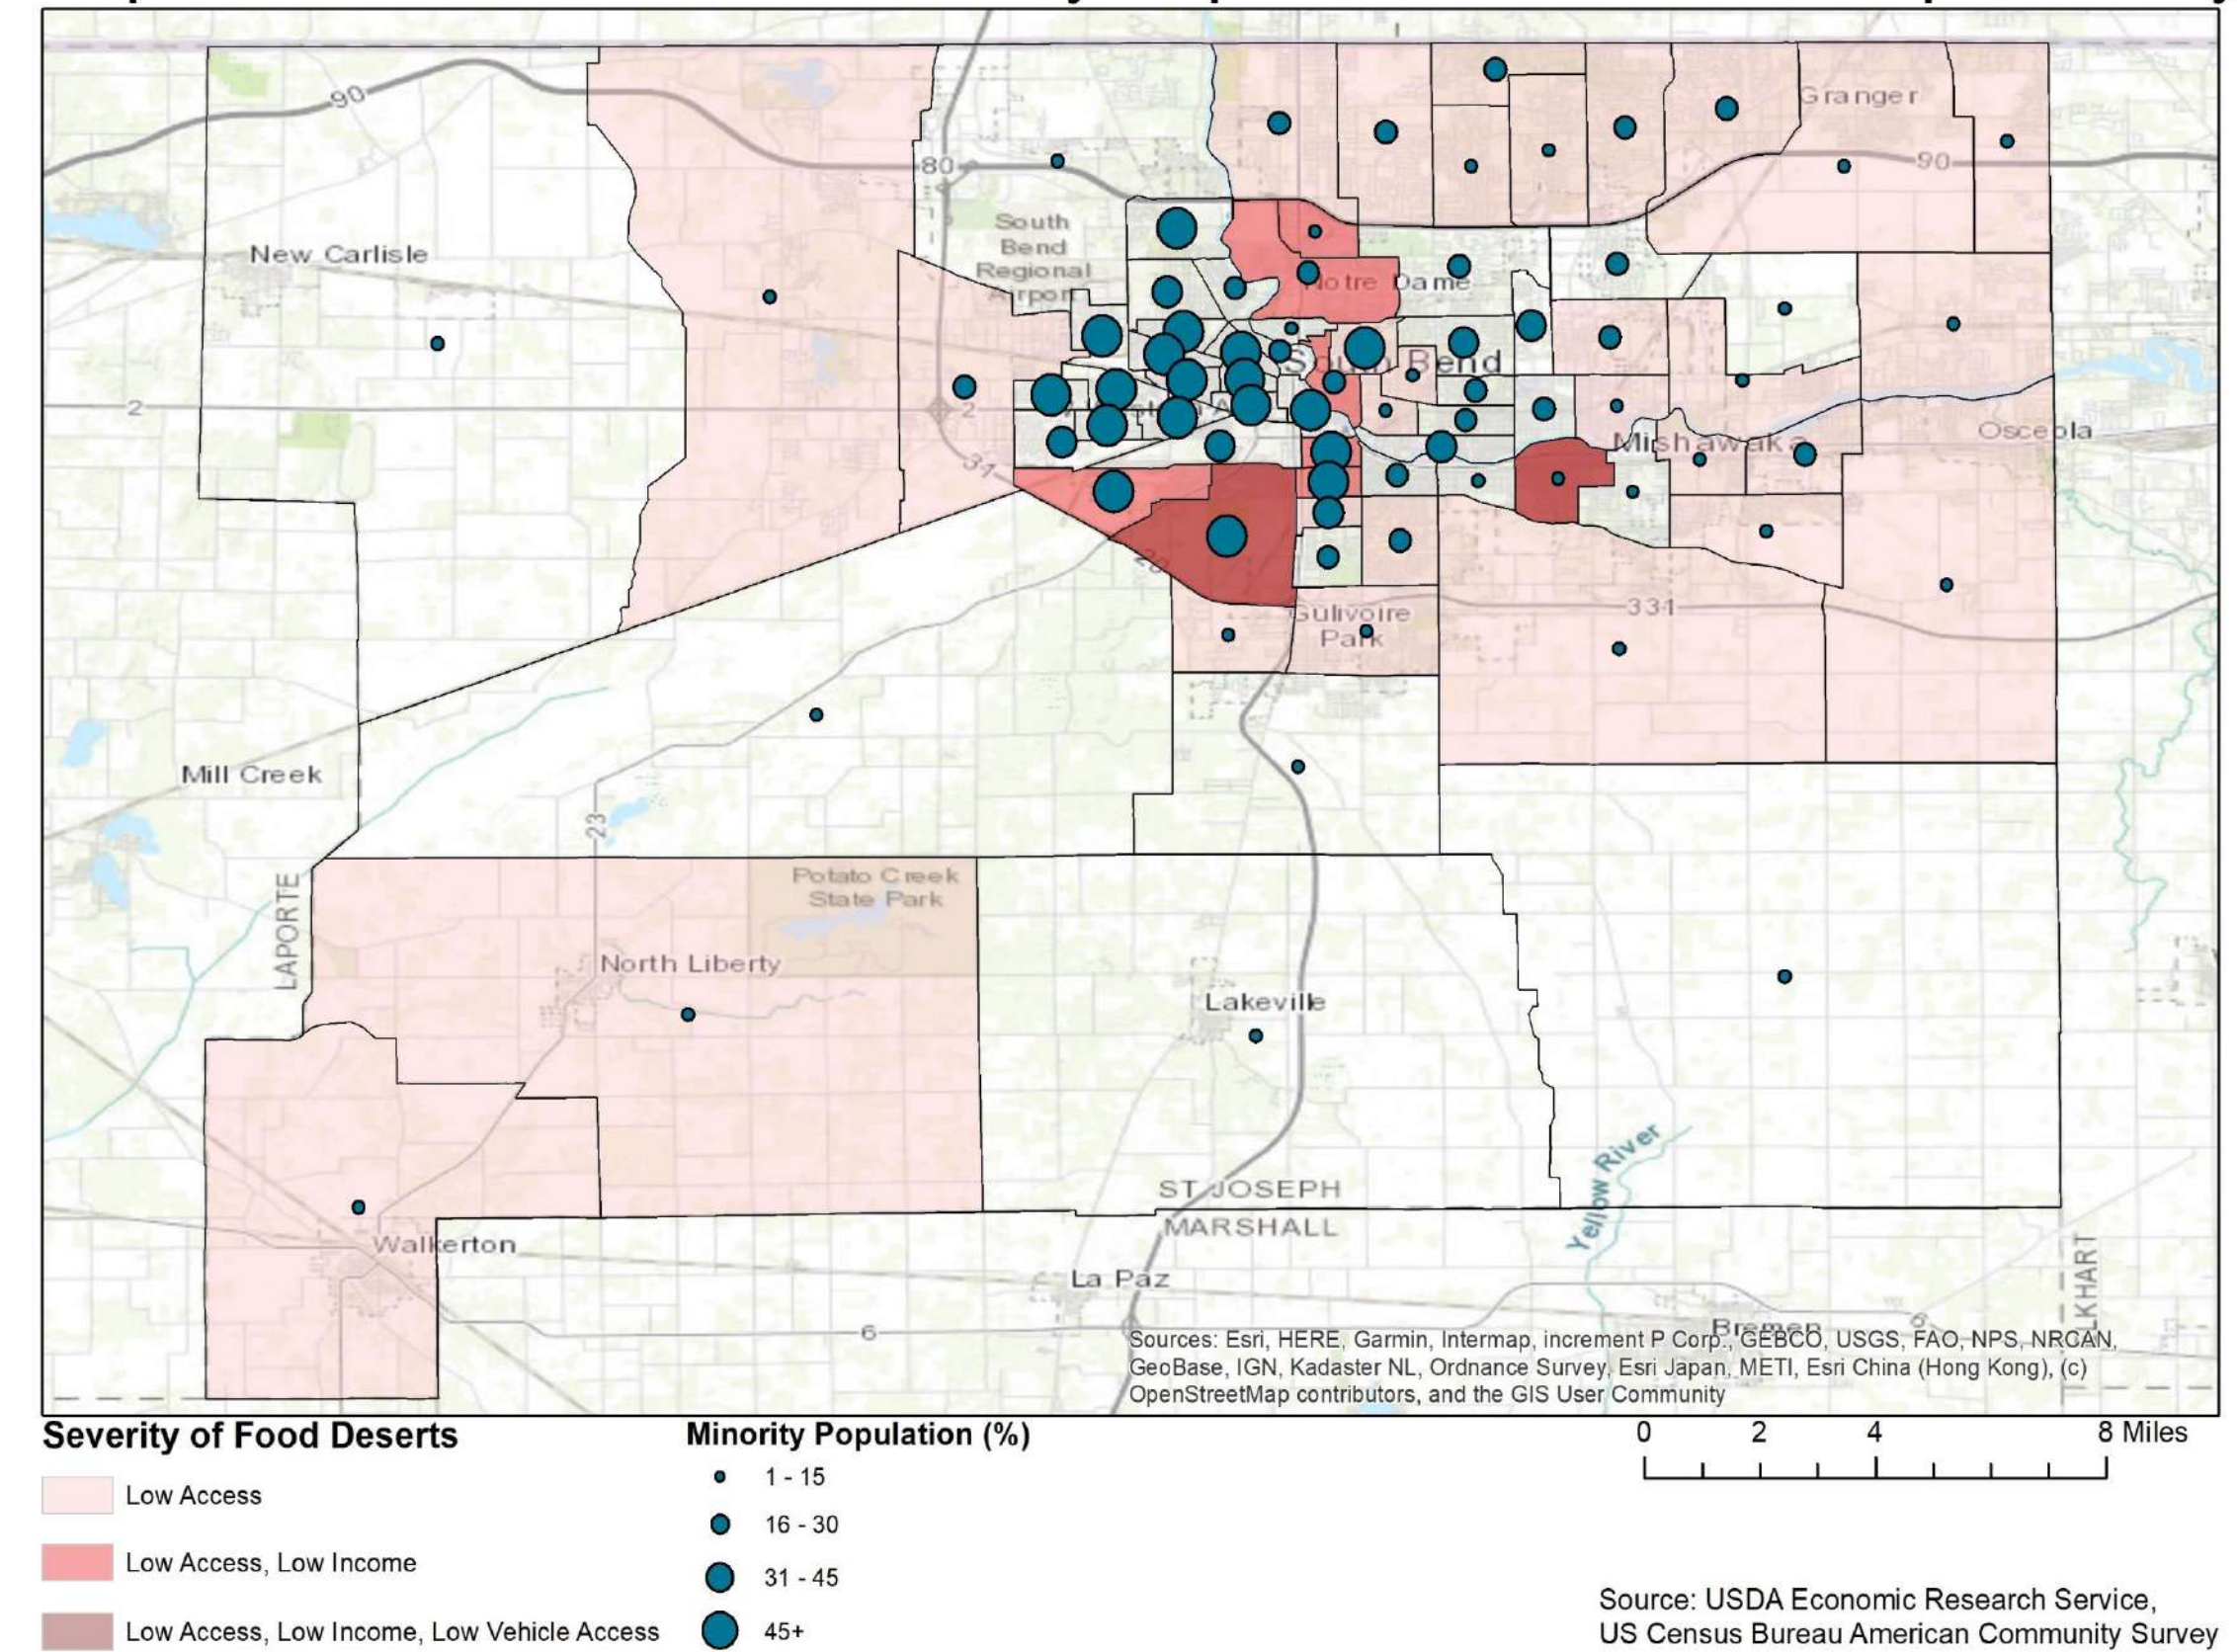 90
Granger
80
90
South
Bend
Regional
Airport
New Carlisle
Notre Dame
South Bend
2
2
Mishawaka
Osceola
31
331
Gulivoire
Park
Mill Creek
23
Potato Creek
State Park
LAPORTE
North Liberty
Lakeville
Yellow River
ST JOSEPH
MARSHALL
Walkerton
La Paz
LKHART
6
Bremen
6
Sources: Esri, HERE, Garmin, Intermap, increment P Corp., GEBCO, USGS, FAO, NPS, NRCAN,
GeoBase, IGN, Kadaster NL, Ordnance Survey, Esri Japan, METI, Esri China (Hong Kong), (c)
OpenStreetMap contributors, and the GIS User Community
Severity of Food Deserts
Low Access
Low Access, Low Income
Low Access, Low Income, Low Vehicle Access
Minority Population (%)
1 - 15
16 - 30
31 - 45
45+
0 2 4 8 Miles
Source: USDA Economic Research Service,
US Census Bureau American Community Survey